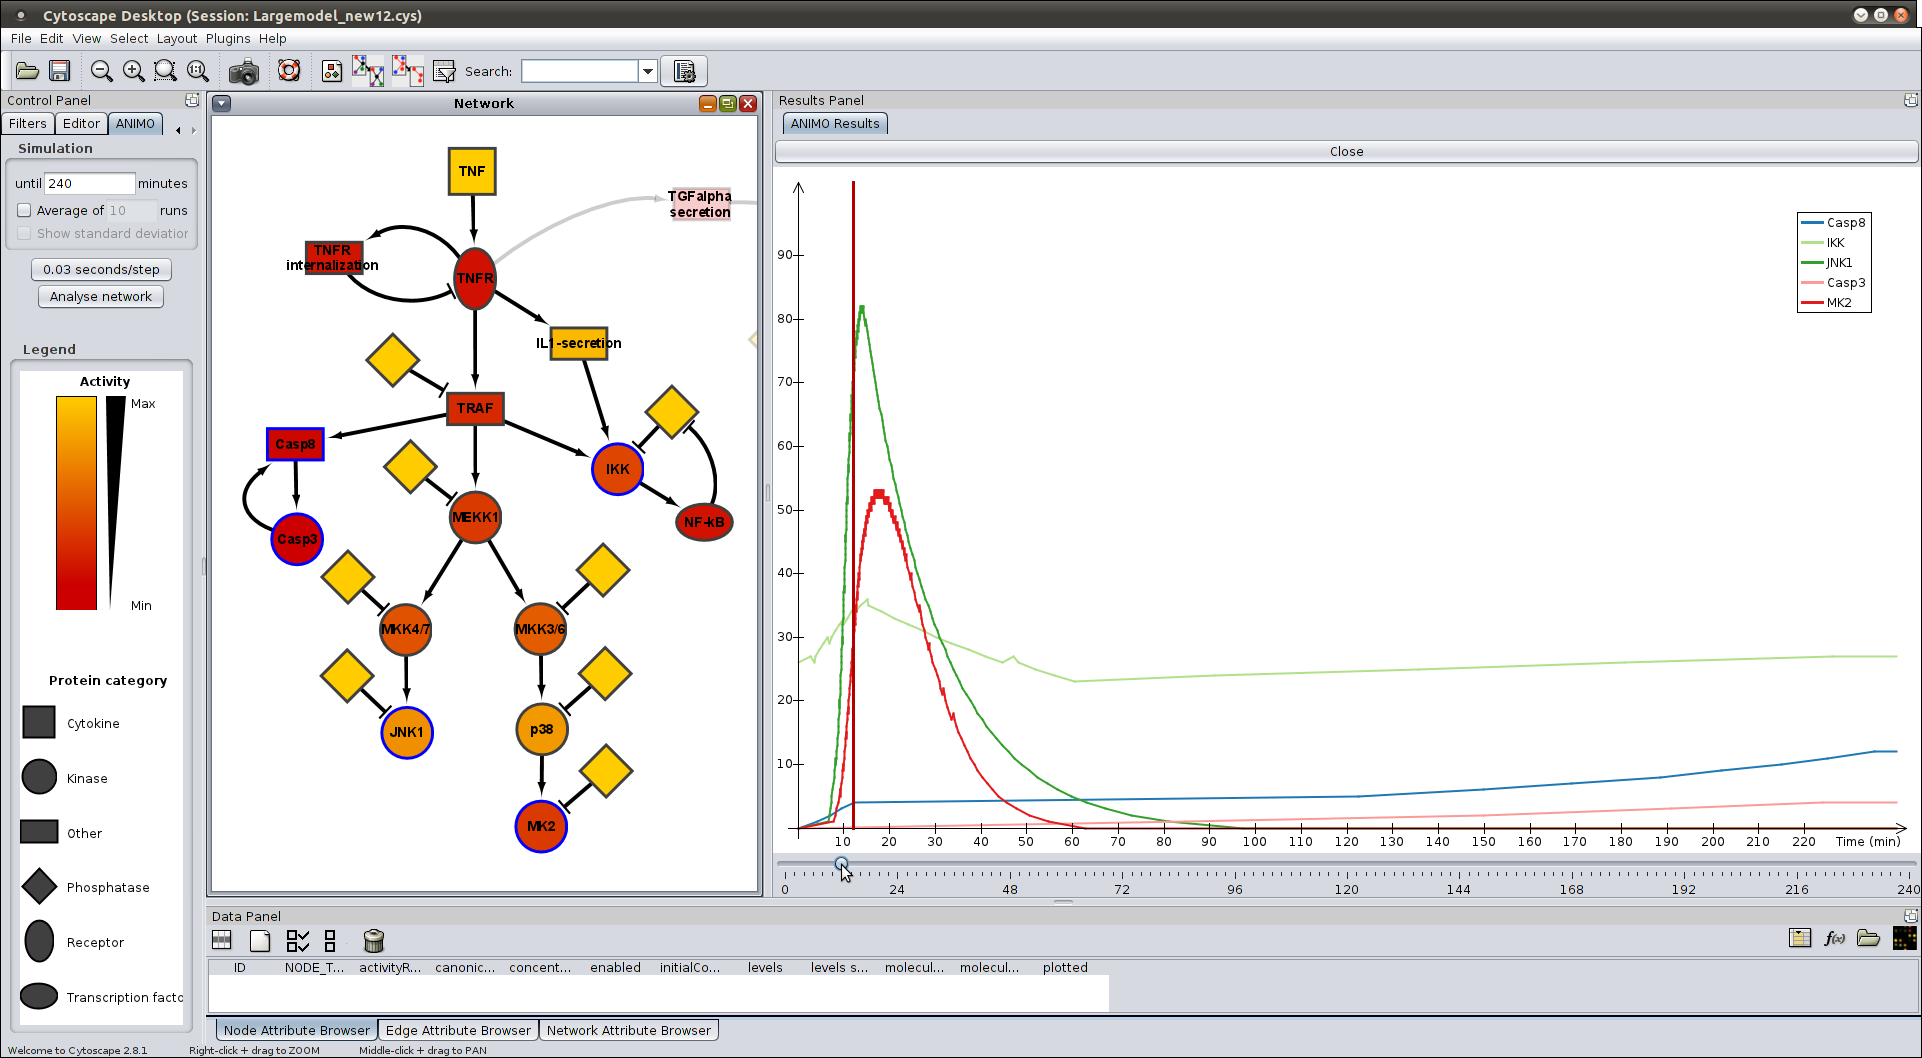 Cytoscape Desktop (Session: Largemodel_new12.cys)
File Edit View Select Layout Plugins Help
Search:
Control Panel
Filters Editor ANIMO
Simulation
until 240 minutes
Average of 10 runs
Show standard deviation
0.03 seconds/step
Analyse network
Legend
Activity
Max
Min
Protein category
Cytokine
Kinase
Other
Phosphatase
Receptor
Transcription facto
Network
TNF
TGFalpha
secretion
TNFR
internalization
TNFR
IL1-secretion
TRAF
Casp8
IKK
MEKK1
NF-kB
Casp3
MKK4/7
MKK3/6
JNK1
p38
MK2
Results Panel
ANIMO Results
Close
Casp8
IKK
JNK1
Casp3
MK2
90
80
70
60
50
40
30
20
10
10 20 30 40 50 60 70 80 90 100 110 120 130 140 150 160 170 180 190 200 210 220 Time (min)
0 24 48 72 96 120 144 168 192 216 240
Data Panel
f(x)
ID NODE_T... activityR... canonic... concent... enabled initialCo... levels levels s... molecul... molecul... plotted
Node Attribute Browser Edge Attribute Browser Network Attribute Browser
Welcome to Cytoscape 2.8.1 Right-click + drag to ZOOM Middle-click + drag to PAN